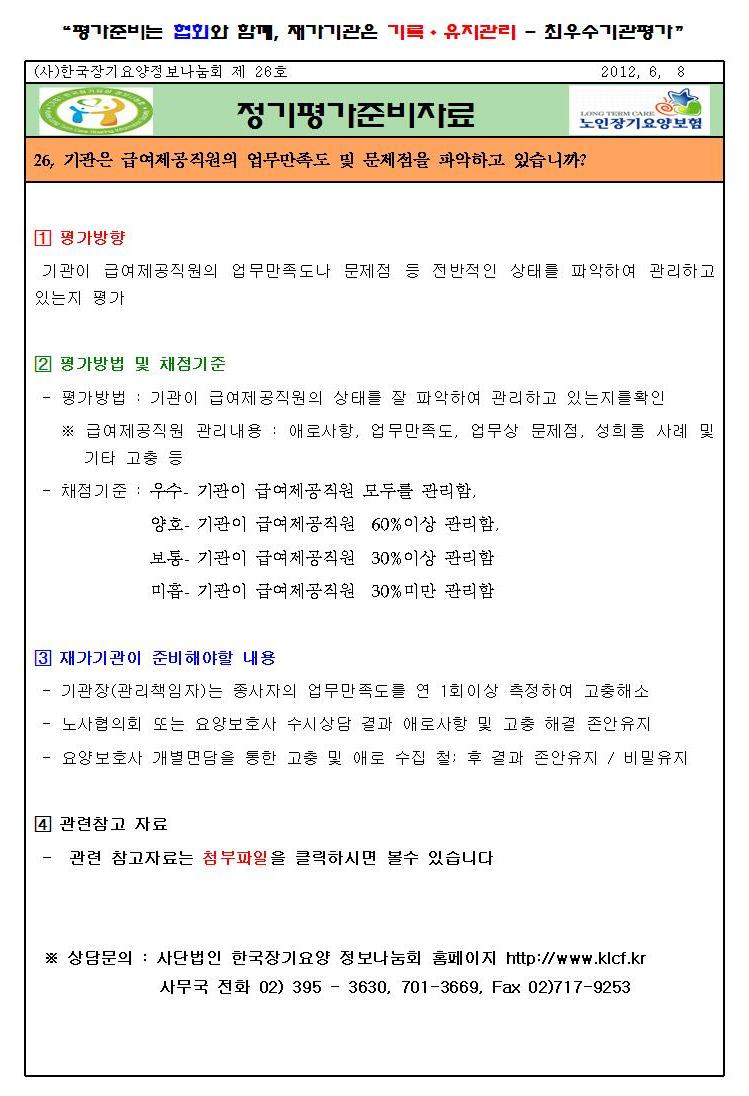 “평가준비는 협회와 함께, 재가기관은 기록·유지관리 - 최우수기관평가”
(사)한국장기요양정보나눔회 제 26호 2012, 6, 8
정기평가준비자료
LONG TERM CARE
노인장기요양보험
26, 기관은 급여제공직원의 업무만족도 및 문제점을 파악하고 있습니까?
1 평가방향
기관이 급여제공직원의 업무만족도나 문제점 등 전반적인 상태를 파악하여 관리하고
있는지 평가
2 평가방법 및 채점기준
- 평가방법 : 기관이 급여제공직원의 상태를 잘 파악하여 관리하고 있는지를확인
※ 급여제공직원 관리내용 : 애로사항, 업무만족도, 업무상 문제점, 성희롱 사례 및
기타 고충 등
- 채점기준 : 우수- 기관이 급여제공직원 모두를 관리함,
양호- 기관이 급여제공직원 60%이상 관리함,
보통- 기관이 급여제공직원 30%이상 관리함
미흡- 기관이 급여제공직원 30%미만 관리함
3 재가기관이 준비해야할 내용
- 기관장(관리책임자)는 종사자의 업무만족도를 연 1회이상 측정하여 고충해소
- 노사협의회 또는 요양보호사 수시상담 결과 애로사항 및 고충 해결 존안유지
- 요양보호사 개별면담을 통한 고충 및 애로 수집 철; 후 결과 존안유지 / 비밀유지
4 관련참고 자료
- 관련 참고자료는 첨부파일을 클릭하시면 볼수 있습니다
※ 상담문의 : 사단법인 한국장기요양 정보나눔회 홈페이지 http://www.klcf.kr
사무국 전화 02) 395 - 3630, 701-3669, Fax 02)717-9253